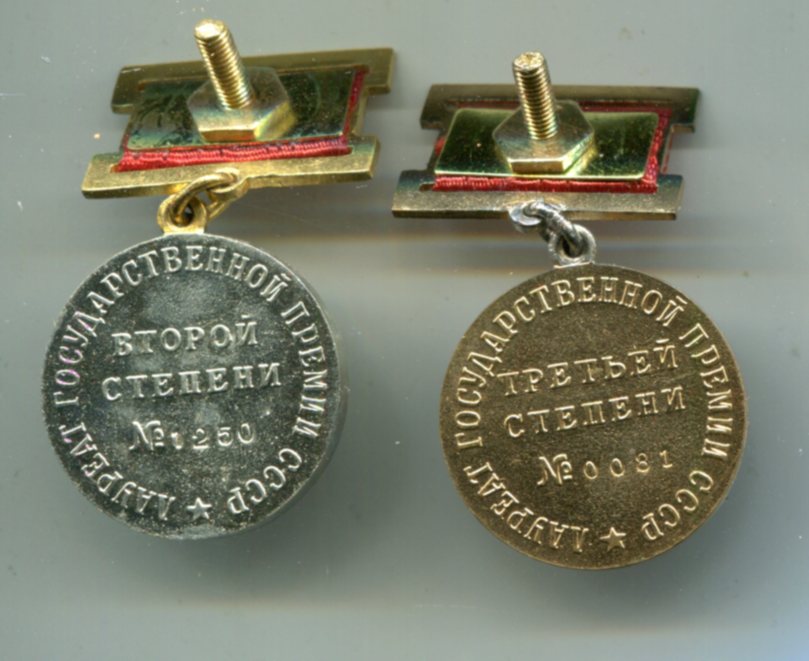 ЛАУРЕАТ ГОСУДАРСТВЕННОЙ ПРЕМИИ СССР
ВТОРОЙ
СТЕПЕНИ
№1250
ЛАУРЕАТ ГОСУДАРСТВЕННОЙ ПРЕМИИ СССР
ТРЕТЬЕЙ
СТЕПЕНИ
№0081